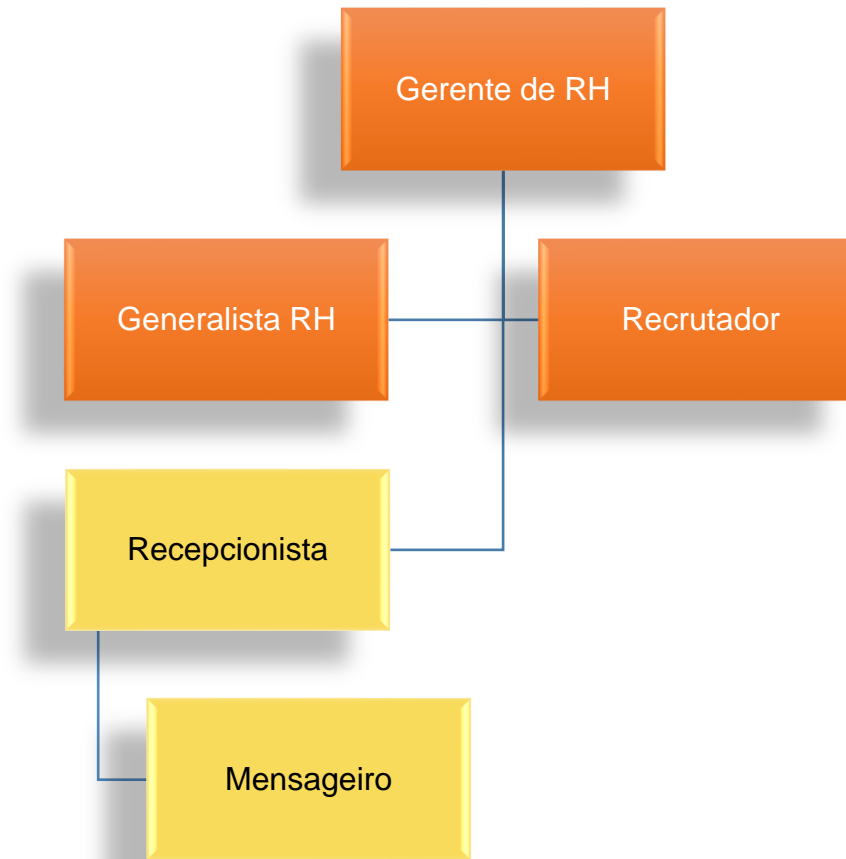 Gerente de RH
Generalista RH
Recrutador
Recepcionista
Mensageiro